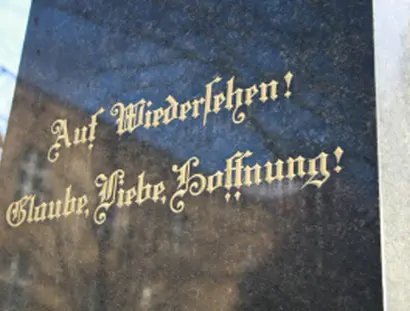 Auf Wiederſehen!
Glaube, Liebe, Hoffnung!